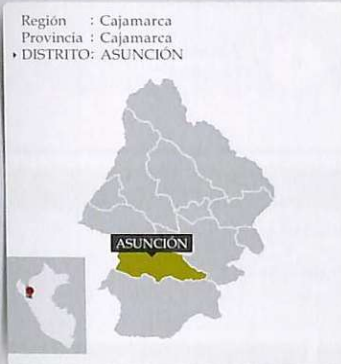 Región : Cajamarca
Provincia : Cajamarca
DISTRITO: ASUNCIÓN
ASUNCIÓN